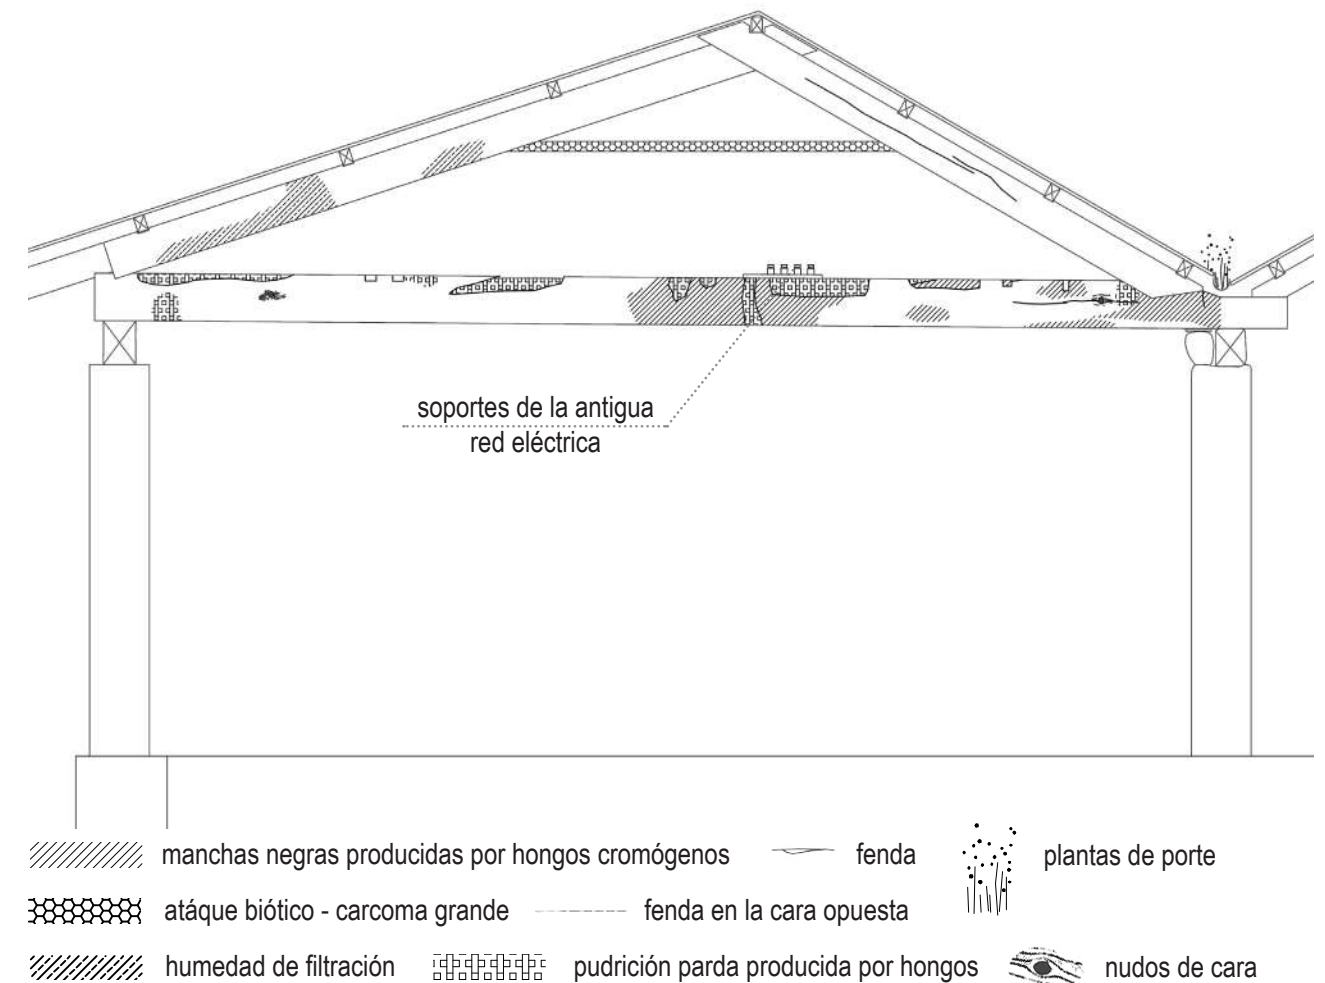 soportes de la antigua
red eléctrica
manchas negras producidas por hongos cromógenos fenda plantas de porte
atáque biótico - carcoma grande fenda en la cara opuesta
humedad de filtración pudrición parda producida por hongos nudos de cara